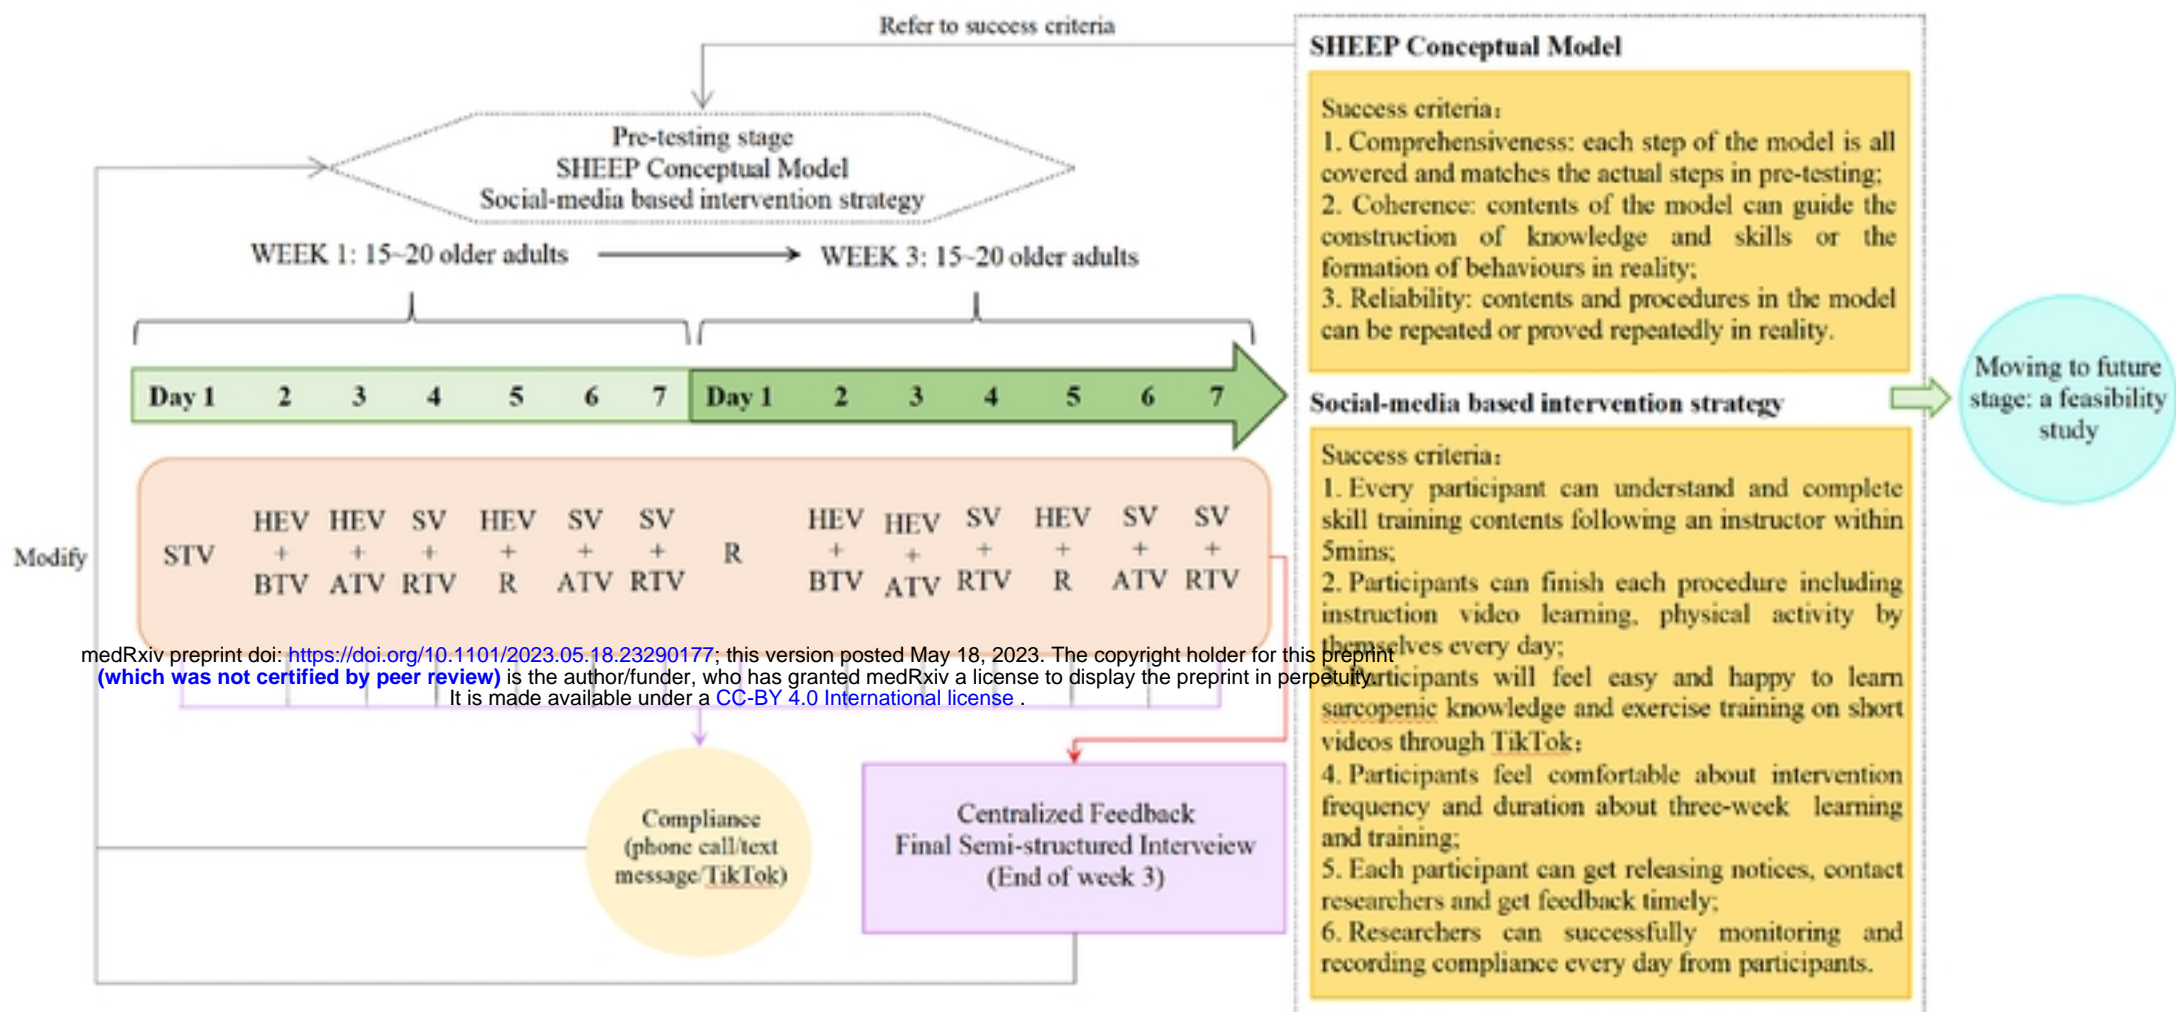 Refer to success criteria
Pre-testing stage
SHEEP Conceptual Model
Social-media based intervention strategy
WEEK 1: 15~20 older adults
WEEK 3: 15~20 older adults
Day 1 2 3 4 5 6 7 Day 1 2 3 4 5 6 7
HEV HEV SV HEV SV SV HEV HEV SV HEV SV SV
STV + + + + + + R + + + + + +
BTV ATV RTV R ATV RTV BTV ATV RTV R ATV RTV
Modify
medRxiv preprint doi: https://doi.org/10.1101/2023.05.18.23290177; this version posted May 18, 2023. The copyright holder for this preprint
(which was not certified by peer review) is the author/funder, who has granted medRxiv a license to display the preprint in perpetuity.
It is made available under a CC-BY 4.0 International license .
Compliance
(phone call/text
message/TikTok)
Centralized Feedback
Final Semi-structured Interveiew
(End of week 3)
SHEEP Conceptual Model
Success criteria:
1. Comprehensiveness: each step of the model is all
covered and matches the actual steps in pre-testing;
2. Coherence: contents of the model can guide the
construction of knowledge and skills or the
formation of behaviours in reality;
3. Reliability: contents and procedures in the model
can be repeated or proved repeatedly in reality.
Social-media based intervention strategy
Success criteria:
1. Every participant can understand and complete
skill training contents following an instructor within
5mins;
2. Participants can finish each procedure including
instruction video learning, physical activity by
themselves every day;
3. Participants will feel easy and happy to learn
sarcopenic knowledge and exercise training on short
videos through TikTok;
4. Participants feel comfortable about intervention
frequency and duration about three-week learning
and training;
5. Each participant can get releasing notices, contact
researchers and get feedback timely;
6. Researchers can successfully monitoring and
recording compliance every day from participants.
Moving to future
stage: a feasibility
study